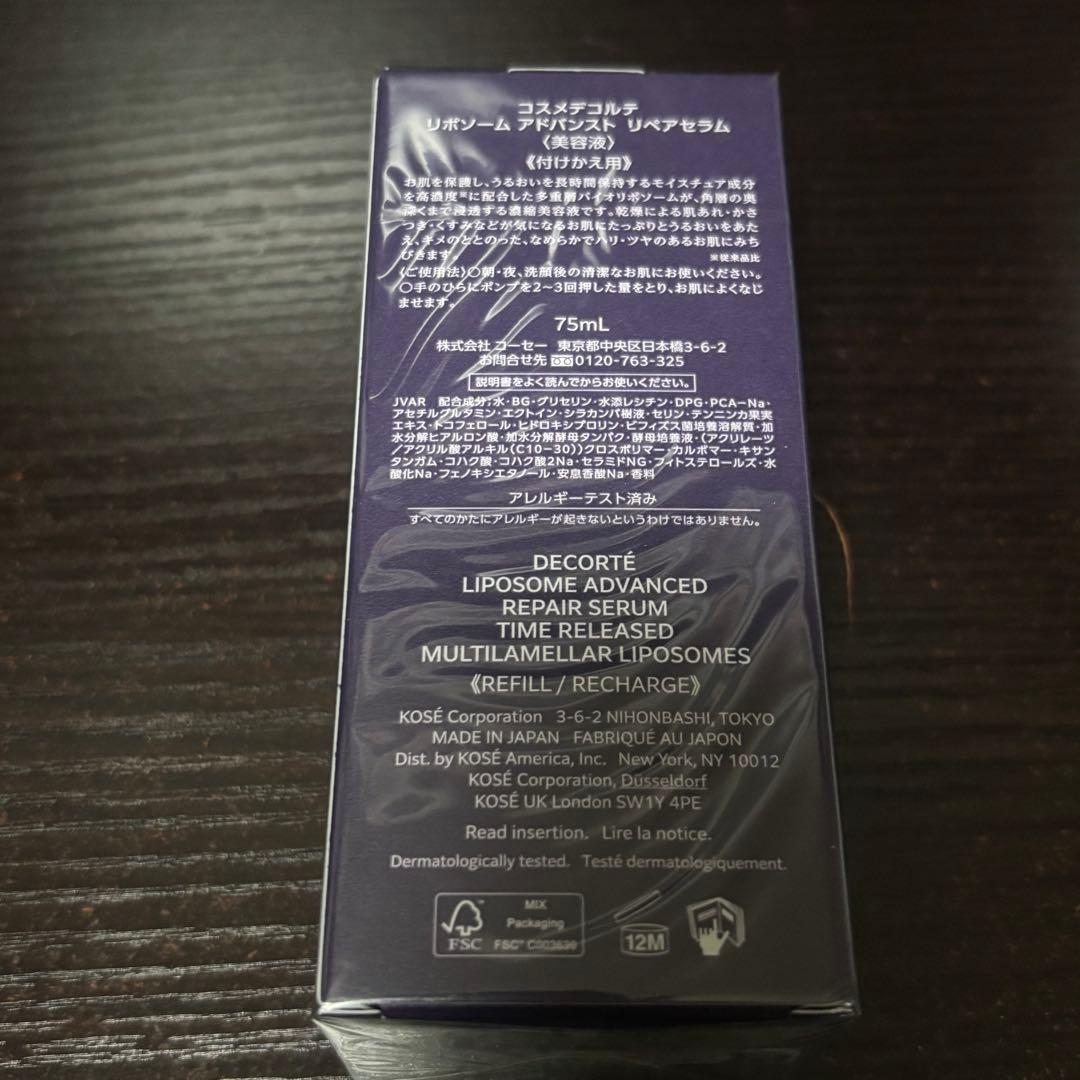 コスメデコルテ
リポソーム アドバンスト リペアセラム
〈美容液〉
《付けかえ用》
お肌を保護し、うるおいを長時間保持するモイスチュア成分
を高濃度※に配合した多重層バイオリポソームが、角層の奥
深くまで浸透する濃縮美容液です。乾燥による肌あれ・かさ
つき・くすみなどが気になるお肌にたっぷりとうるおいをあた
え、キメのととのった、なめらかでハリ・ツヤのあるお肌にみち
びきます。 ※従来品比
〈ご使用法〉○朝・夜、洗顔後の清潔なお肌にお使いください。
○手のひらにポンプを2〜3回押した量をとり、お肌によくなじ
ませます。
75mL
株式会社 コーセー 東京都中央区日本橋3-6-2
お問合せ先 0120-763-325
説明書をよく読んでからお使いください。
JVAR 配合成分;水・BG・グリセリン・水添レシチン・DPG・PCA-Na・
アセチルグルタミン・エクトイン・シラカンバ樹液・セリン・テンニンカ果実
エキス・トコフェロール・ヒドロキシプロリン・ビフィズス菌培養溶解質・加
水分解ヒアルロン酸・加水分解酵母タンパク・酵母培養液・(アクリレーツ
/アクリル酸アルキル(C10-30))クロスポリマー・カルボマー・キサン
タンガム・コハク酸・コハク酸2Na・セラミドNG・フィトステロールズ・水
酸化Na・フェノキシエタノール・安息香酸Na・香料
アレルギーテスト済み
すべてのかたにアレルギーが起きないというわけではありません。
DECORTÉ
LIPOSOME ADVANCED
REPAIR SERUM
TIME RELEASED
MULTILAMELLAR LIPOSOMES
《REFILL / RECHARGE》
KOSÉ Corporation 3-6-2 NIHONBASHI, TOKYO
MADE IN JAPAN FABRIQUÉ AU JAPON
Dist. by KOSÉ America, Inc. New York, NY 10012
KOSÉ Corporation, Düsseldorf
KOSÉ UK London SW1Y 4PE
Read insertion. Lire la notice.
Dermatologically tested. Testé dermatologiquement.
MIX
Packaging
FSC FSC® C003630
12M